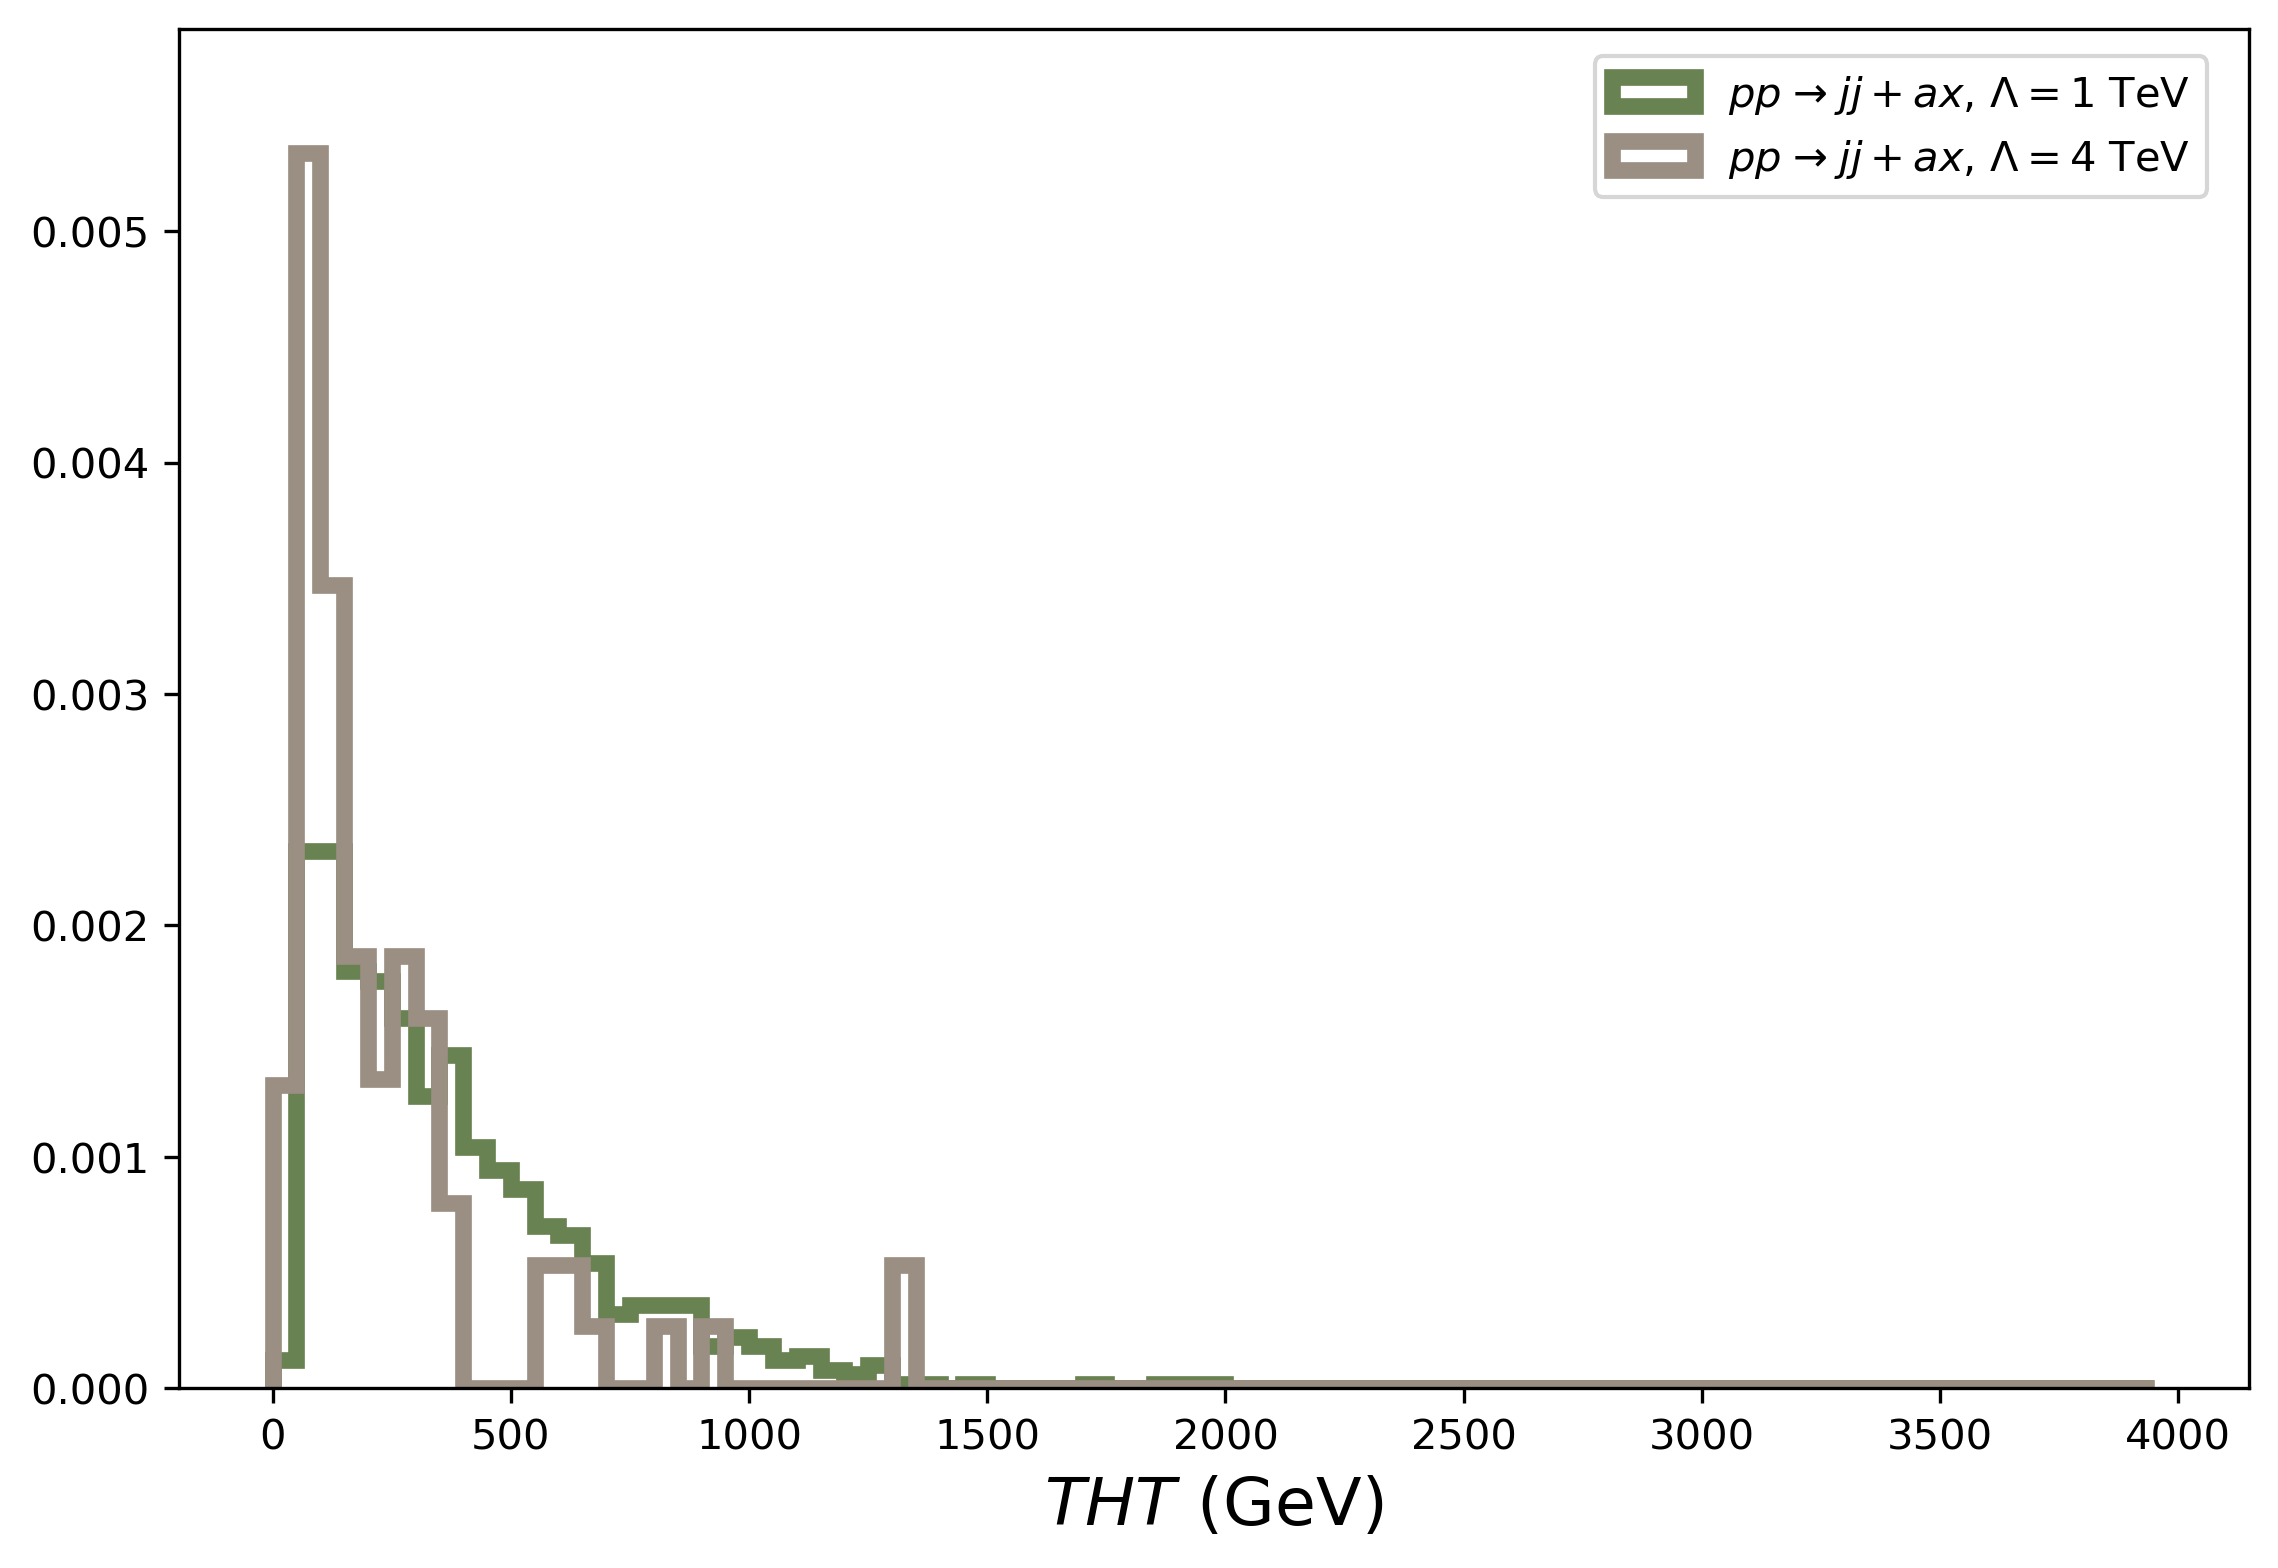 pp → jj + ax, Λ = 1 TeV
pp → jj + ax, Λ = 4 TeV
0.005
0.004
0.003
0.002
0.001
0.000
0 500 1000 1500 2000 2500 3000 3500 4000
THT (GeV)